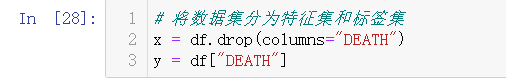 In [28]:
1 # 将数据集分为特征集和标签集
2 x = df.drop(columns="DEATH")
3 y = df["DEATH"]